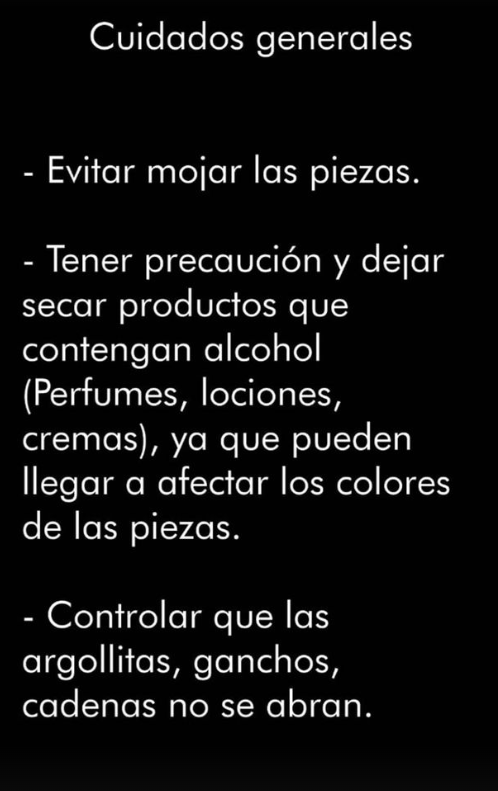 Cuidados generales
- Evitar mojar las piezas.
- Tener precaución y dejar
secar productos que
contengan alcohol
(Perfumes, lociones,
cremas), ya que pueden
llegar a afectar los colores
de las piezas.
- Controlar que las
argollitas, ganchos,
cadenas no se abran.